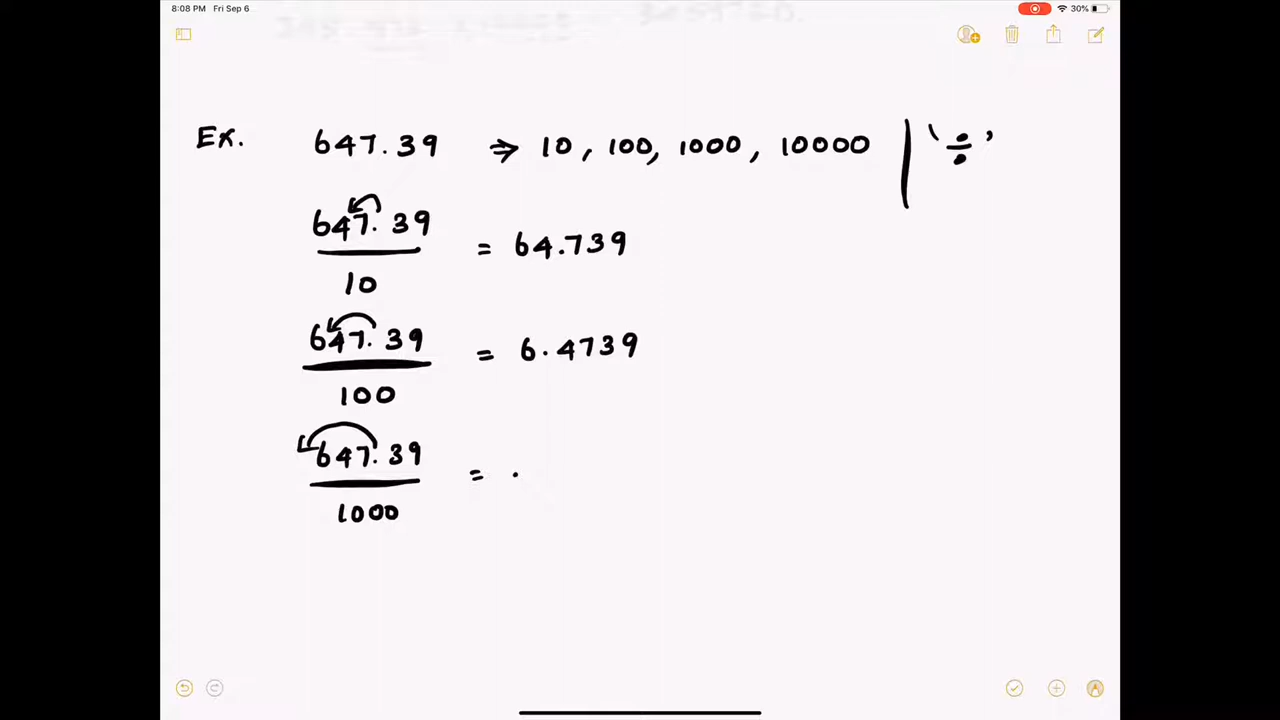 8:08 PM Fri Sep 6 30%
Ex. 647.39 ⇒ 10, 100, 1000, 10000 | ‘÷’
647.39 / 10 = 64.739
647.39 / 100 = 6.4739
647.39 / 1000 = .